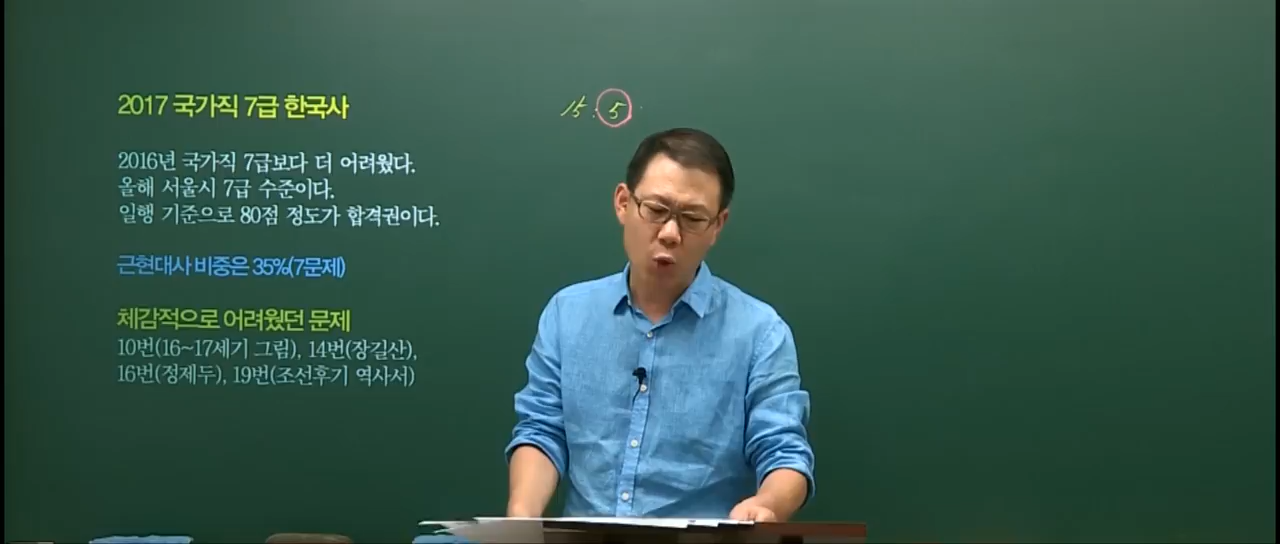 2017 국가직 7급 한국사
15 : 5
2016년 국가직 7급보다 더 어려웠다.
올해 서울시 7급 수준이다.
일행 기준으로 80점 정도가 합격권이다.
근현대사 비중은 35%(7문제)
체감적으로 어려웠던 문제
10번(16~17세기 그림), 14번(장길산),
16번(정제두), 19번(조선후기 역사서)